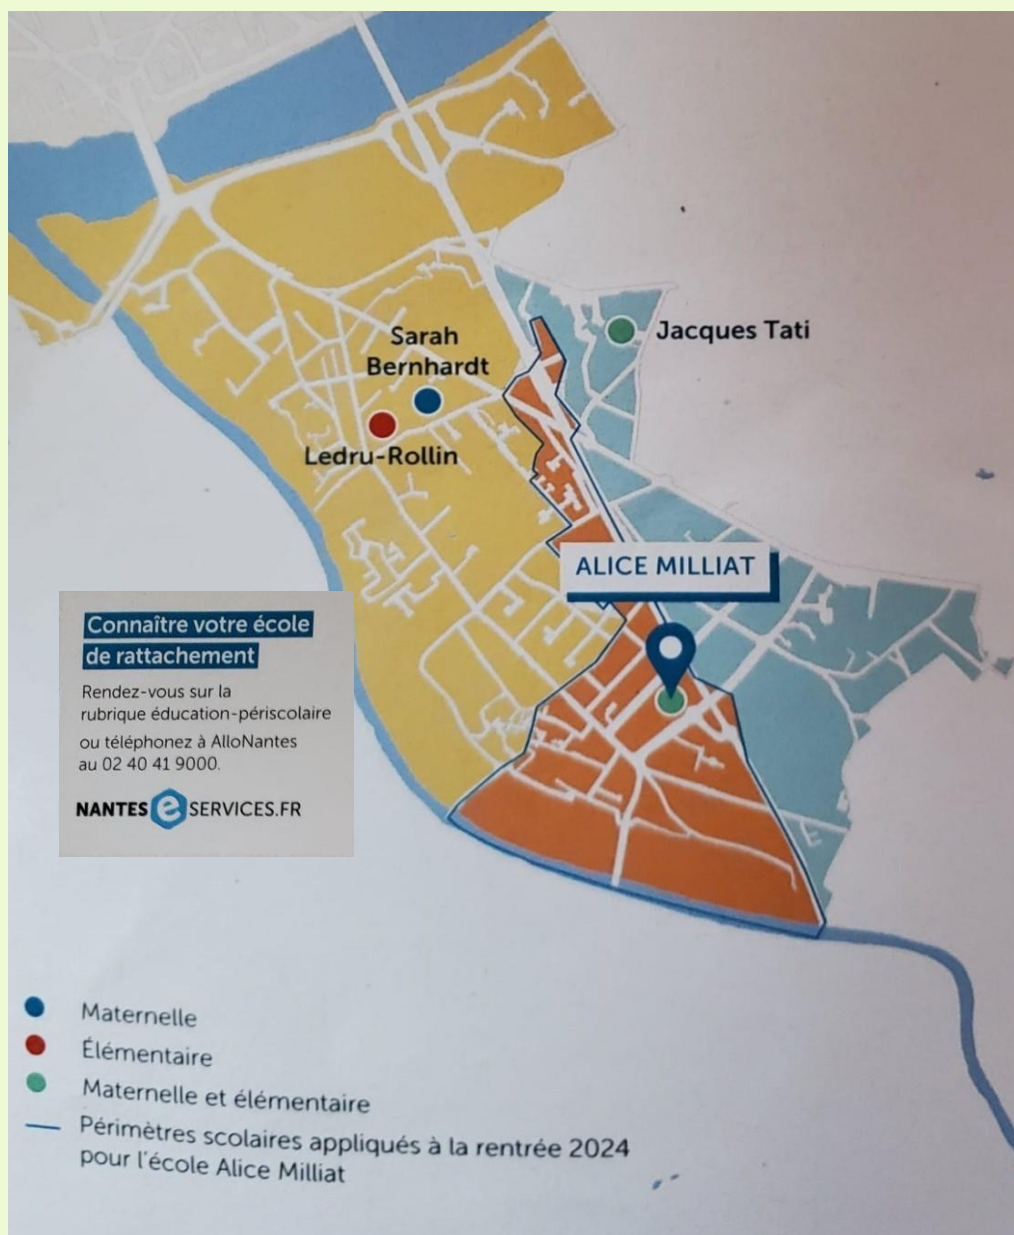 Sarah
Bernhardt
Jacques Tati
Ledru-Rollin
ALICE MILLIAT
Connaître votre école
de rattachement
Rendez-vous sur la
rubrique éducation-périscolaire
ou téléphonez à AlloNantes
au 02 40 41 9000.
NANTES e SERVICES.FR
Maternelle
Élémentaire
Maternelle et élémentaire
Périmètres scolaires appliqués à la rentrée 2024
pour l'école Alice Milliat